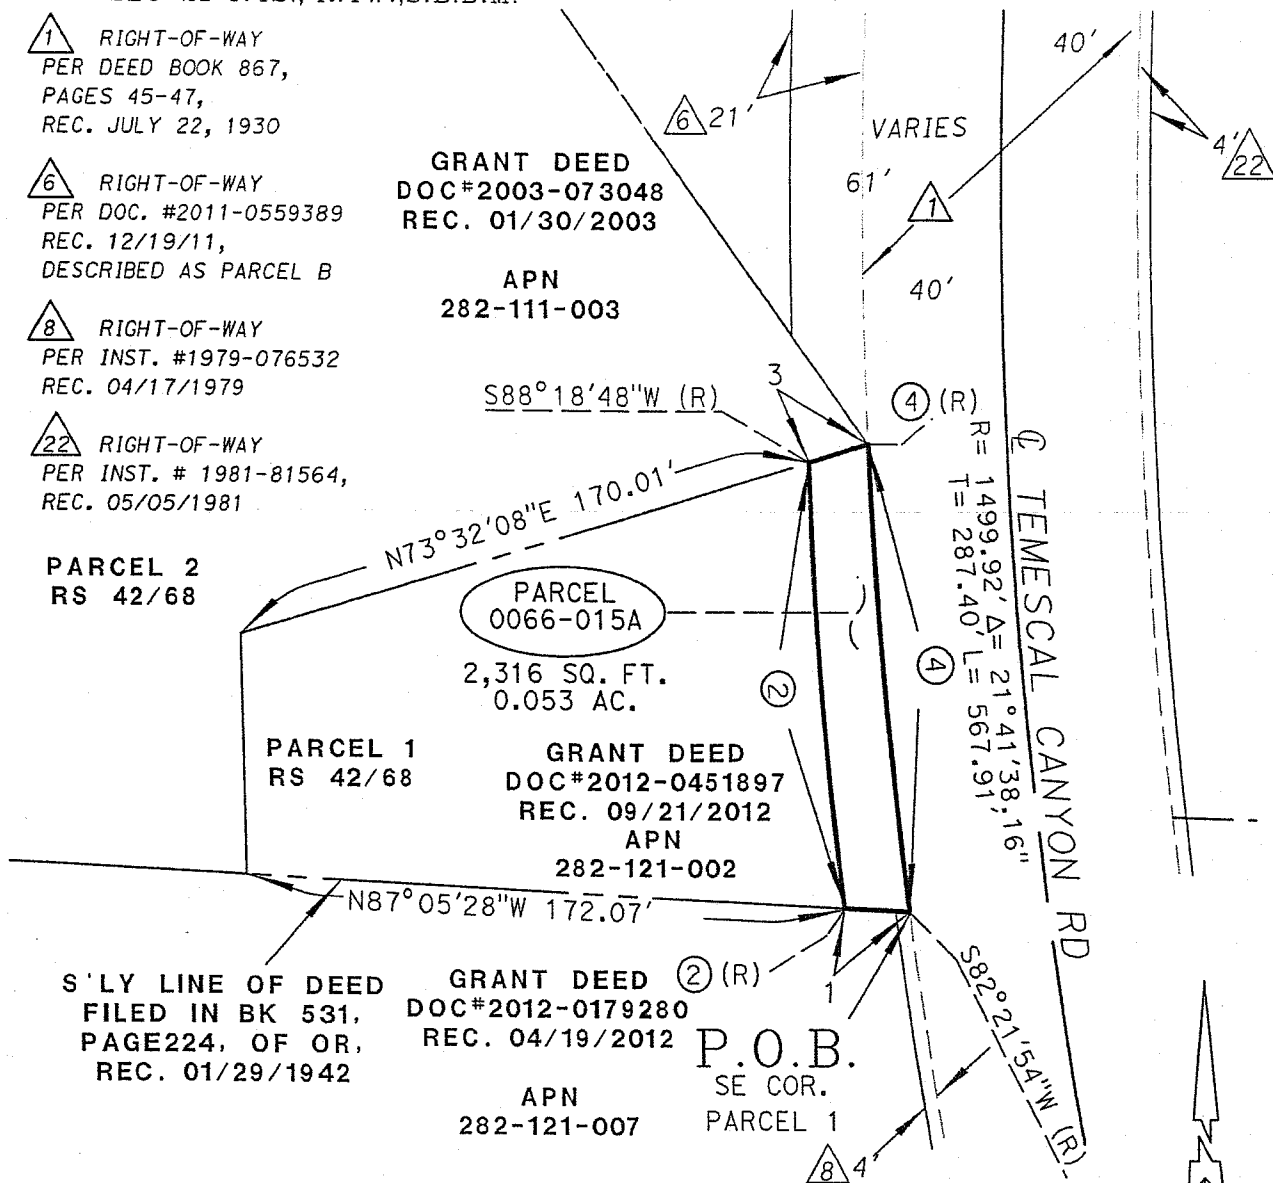 1 RIGHT-OF-WAY
PER DEED BOOK 867,
PAGES 45-47,
REC. JULY 22, 1930
6 RIGHT-OF-WAY
PER DOC. #2011-0559389
REC. 12/19/11,
DESCRIBED AS PARCEL B
8 RIGHT-OF-WAY
PER INST. #1979-076532
REC. 04/17/1979
22 RIGHT-OF-WAY
PER INST. # 1981-81564,
REC. 05/05/1981
PARCEL 2
RS 42/68
GRANT DEED
DOC#2003-073048
REC. 01/30/2003
APN
282-111-003
6 21'
VARIES
61'
1
40'
40'
4' 22
S88°18'48"W (R)
3
4 (R)
N73°32'08"E 170.01'
PARCEL
0066-015A
2,316 SQ. FT.
0.053 AC.
2
4
R= 1499.92' Δ= 21°41'38.16"
T= 287.40' L= 567.91'
℄ TEMESCAL CANYON RD
PARCEL 1
RS 42/68
GRANT DEED
DOC#2012-0451897
REC. 09/21/2012
APN
282-121-002
N87°05'28"W 172.07'
S'LY LINE OF DEED
FILED IN BK 531,
PAGE224, OF OR,
REC. 01/29/1942
GRANT DEED
DOC#2012-0179280
REC. 04/19/2012
APN
282-121-007
2 (R)
1
P.O.B.
SE COR.
PARCEL 1
S82°21'54"W (R)
8 4'